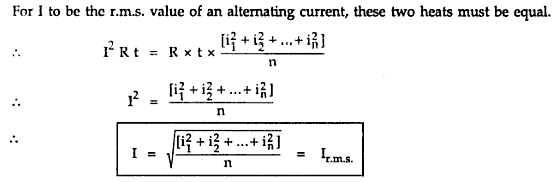 For I to be the r.m.s. value of an alternating current, these two heats must be equal.
∴ I² R t = R × t × [i₁² + i₂² + ... + iₙ²] / n
∴ I² = [i₁² + i₂² + ... + iₙ²] / n
∴ I = √([i₁² + i₂² + ... + iₙ²] / n) = Iᵣ.ₘ.ₛ.